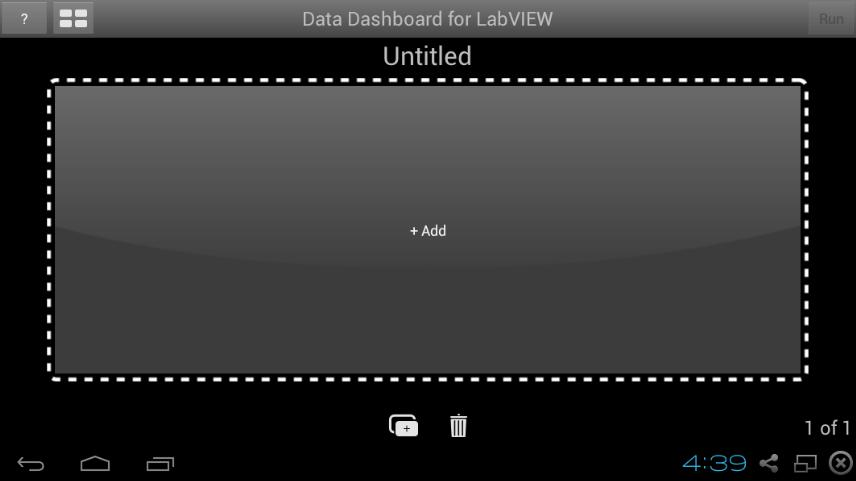 ?
Data Dashboard for LabVIEW
Run
Untitled
+ Add
1 of 1
4:39